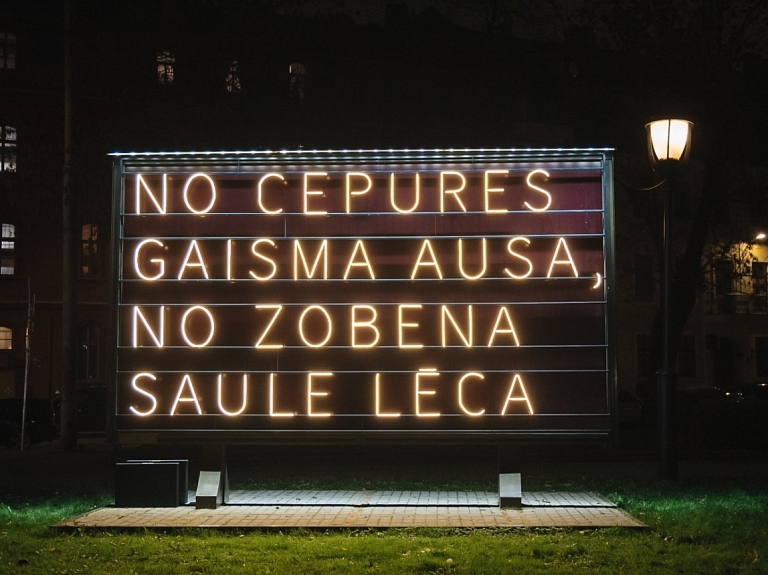 NO CEPURES
GAISMA AUSA,
NO ZOBENA
SAULE LĒCA